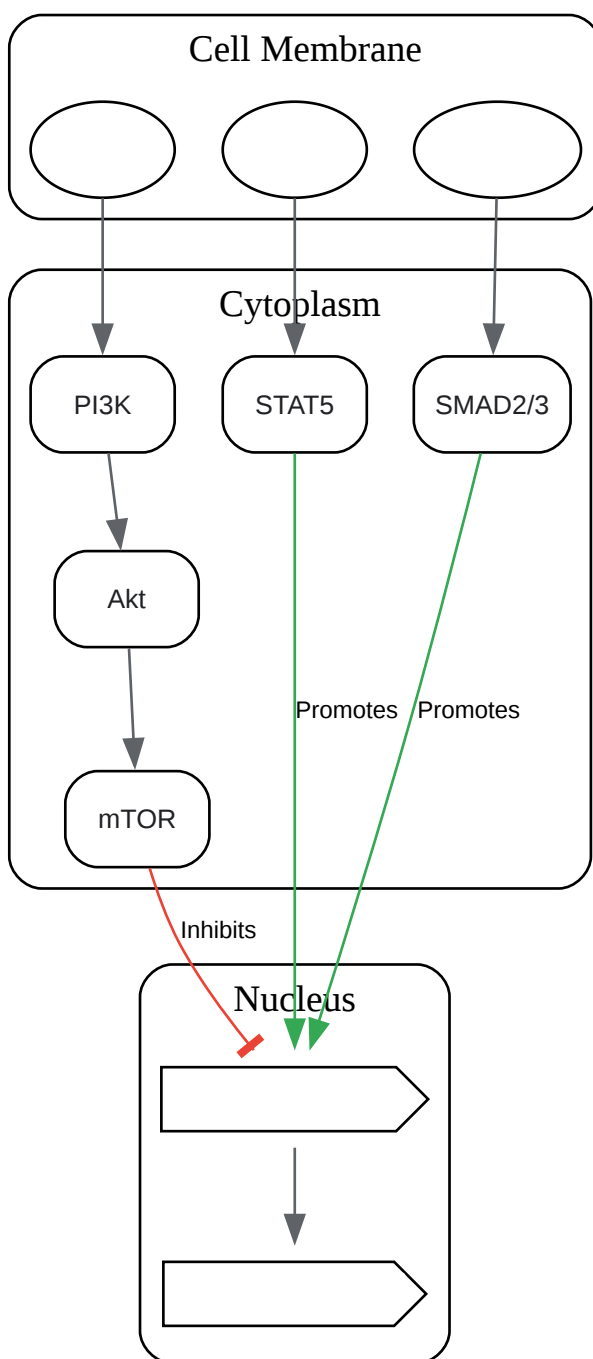 Cell Membrane
Cytoplasm
PI3K
STAT5
SMAD2/3
Akt
Promotes
Promotes
mTOR
Inhibits
Nucleus